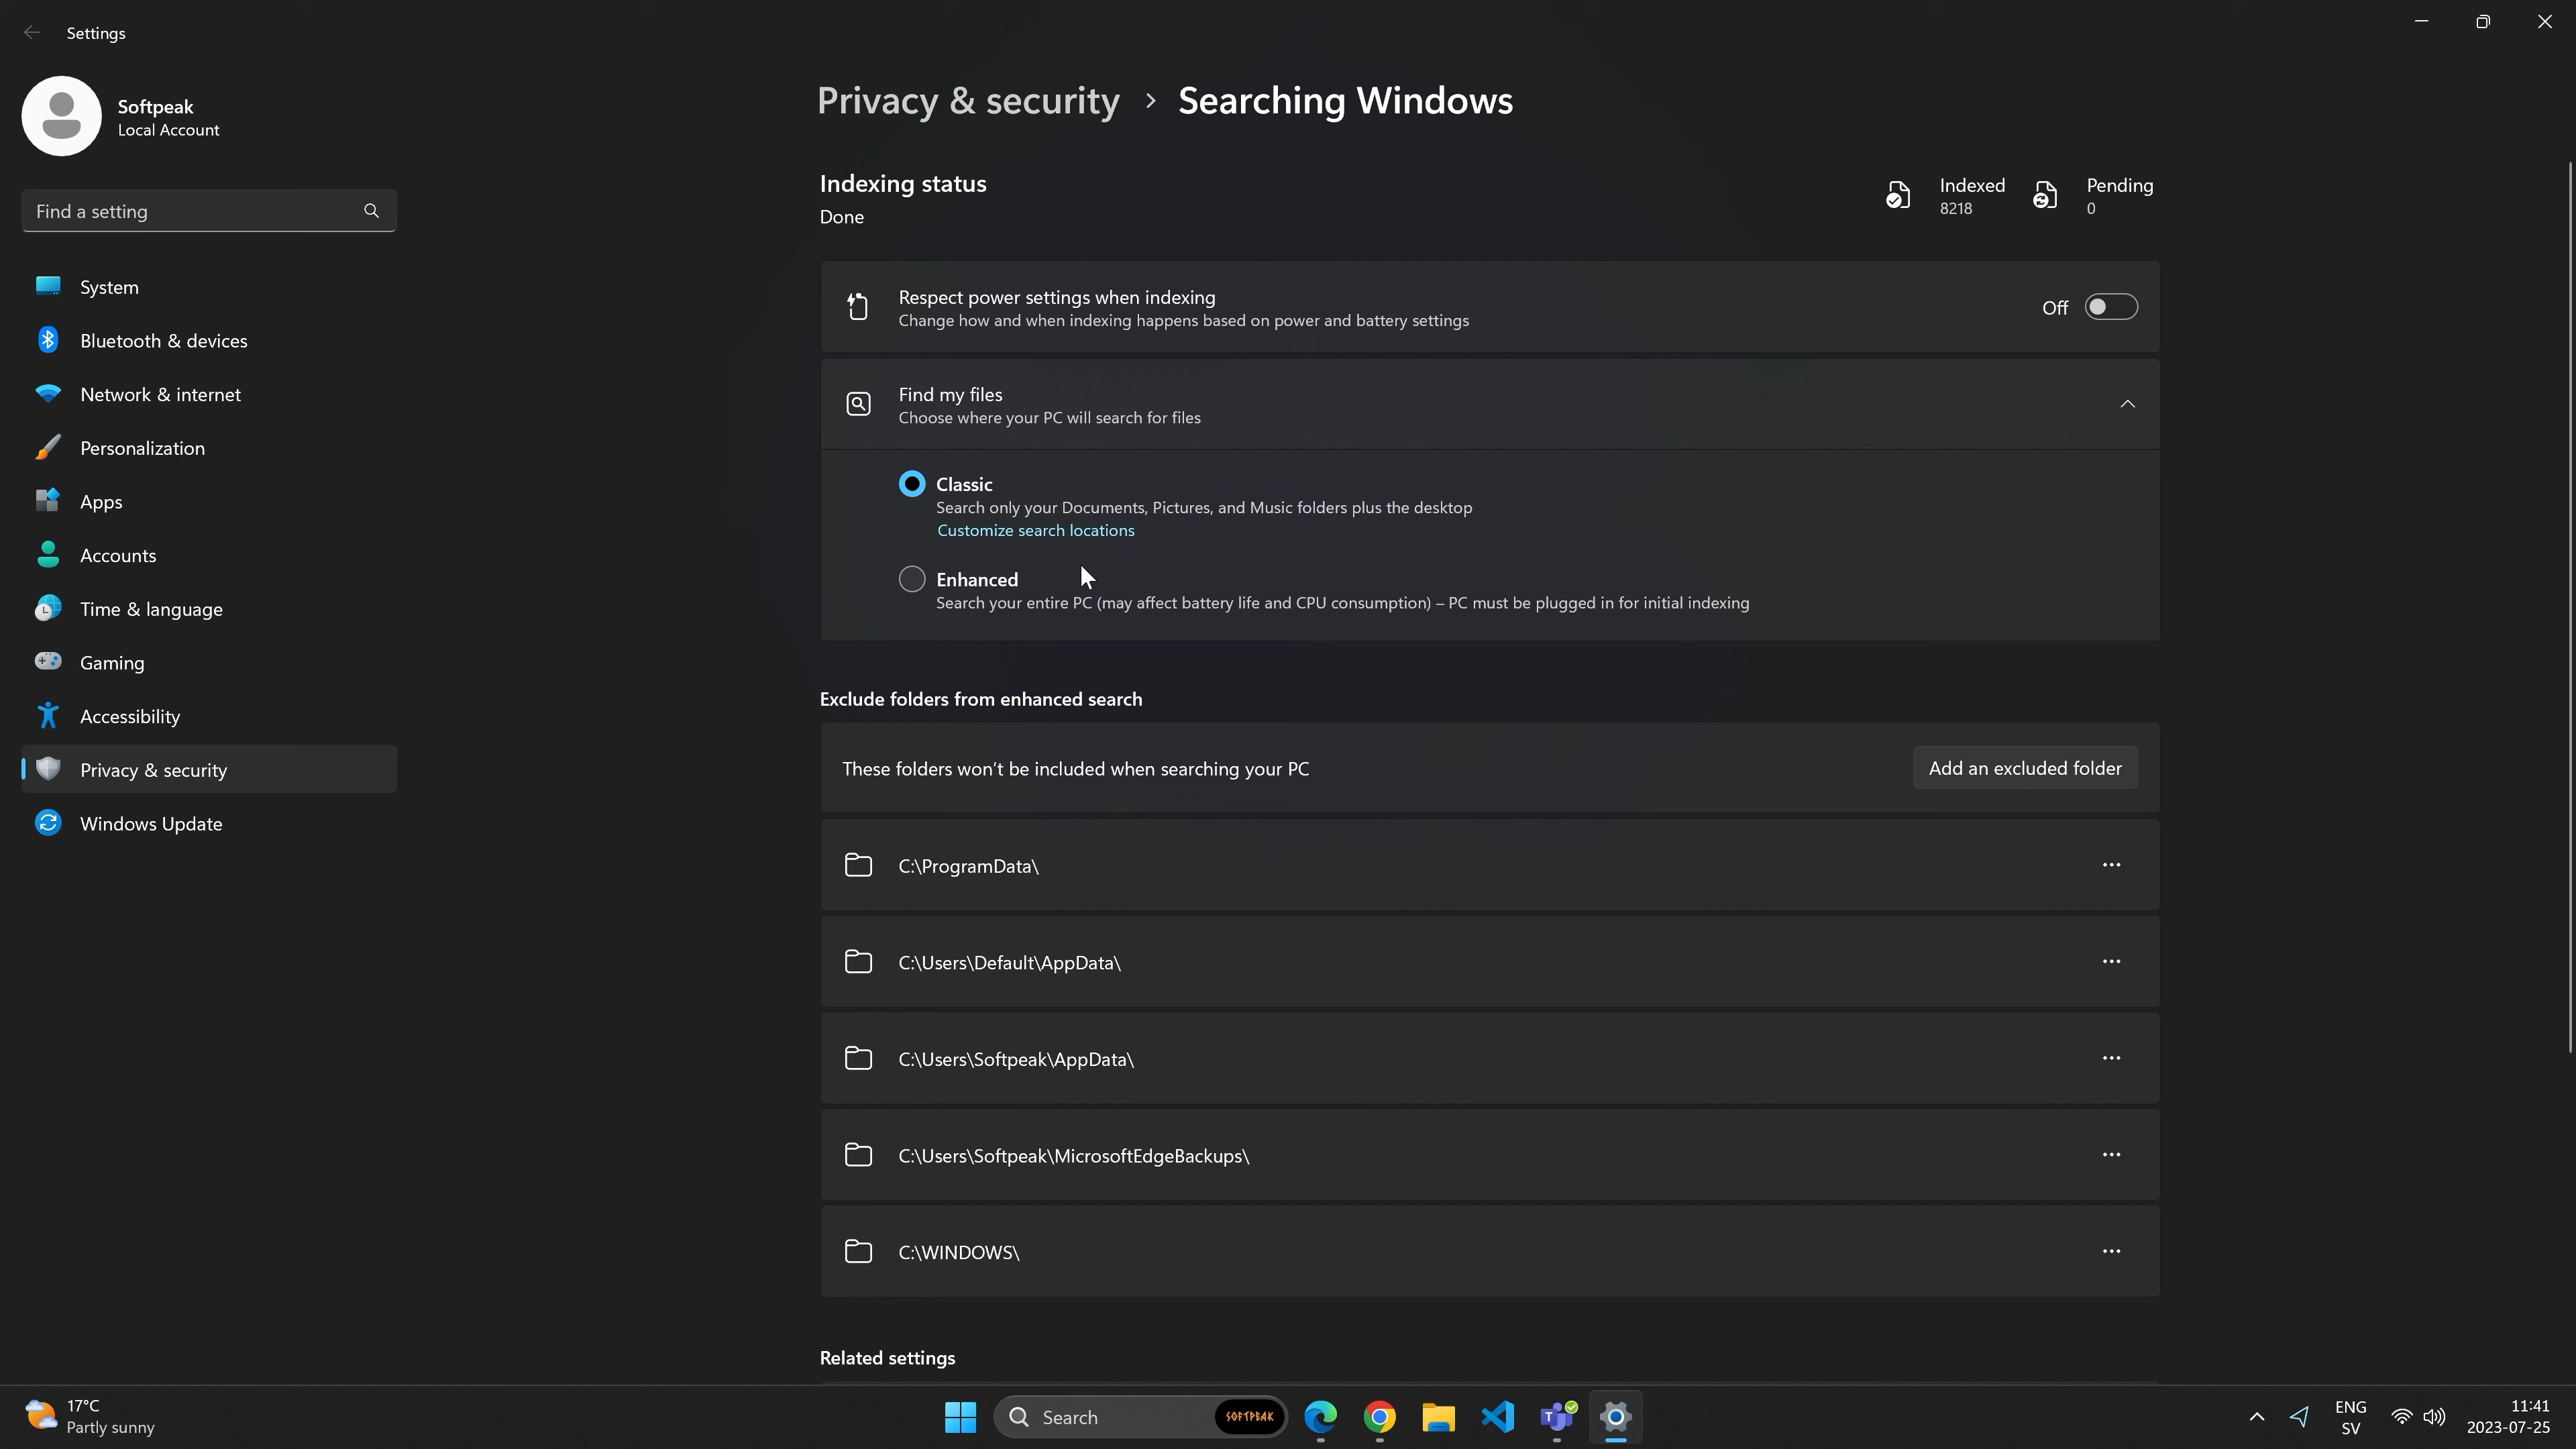 Settings
Softpeak
Local Account
Find a setting
System
Bluetooth & devices
Network & internet
Personalization
Apps
Accounts
Time & language
Gaming
Accessibility
Privacy & security
Windows Update
Privacy & security > Searching Windows
Indexing status
Done
Indexed
8218
Pending
0
Respect power settings when indexing
Change how and when indexing happens based on power and battery settings
Off
Find my files
Choose where your PC will search for files
Classic
Search only your Documents, Pictures, and Music folders plus the desktop
Customize search locations
Enhanced
Search your entire PC (may affect battery life and CPU consumption) – PC must be plugged in for initial indexing
Exclude folders from enhanced search
These folders won't be included when searching your PC
Add an excluded folder
C:\ProgramData\
C:\Users\Default\AppData\
C:\Users\Softpeak\AppData\
C:\Users\Softpeak\MicrosoftEdgeBackups\
C:\WINDOWS\
Related settings
17°C
Partly sunny
Search
SOFTPEAK
ENG
SV
11:41
2023-07-25